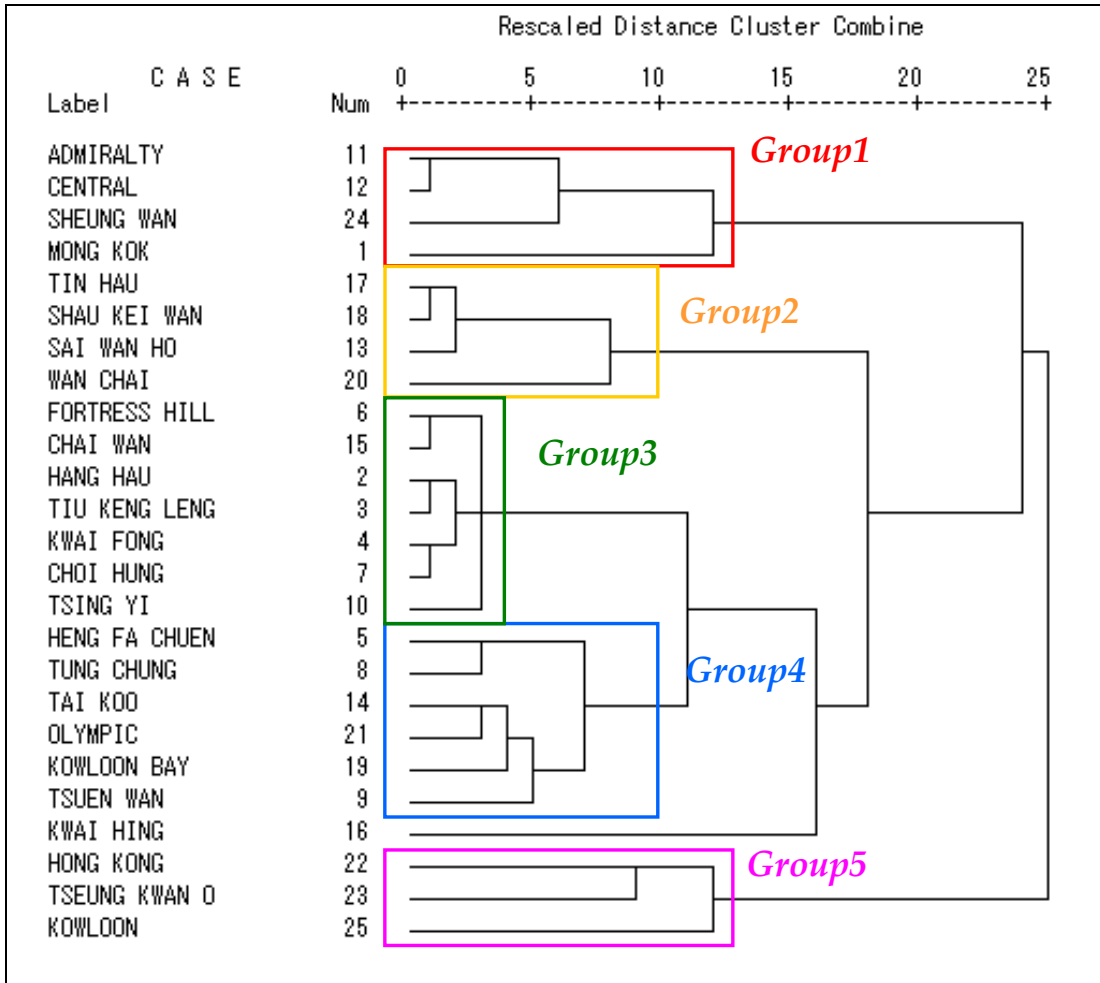 Rescaled Distance Cluster Combine
C A S E 0 5 10 15 20 25
Label Num +---------+---------+---------+---------+---------+
ADMIRALTY 11 Group1
CENTRAL 12
SHEUNG WAN 24
MONG KOK 1
TIN HAU 17
SHAU KEI WAN 18 Group2
SAI WAN HO 13
WAN CHAI 20
FORTRESS HILL 6
CHAI WAN 15 Group3
HANG HAU 2
TIU KENG LENG 3
KWAI FONG 4
CHOI HUNG 7
TSING YI 10
HENG FA CHUEN 5
TUNG CHUNG 8 Group4
TAI KOO 14
OLYMPIC 21
KOWLOON BAY 19
TSUEN WAN 9
KWAI HING 16
HONG KONG 22 Group5
TSEUNG KWAN O 23
KOWLOON 25